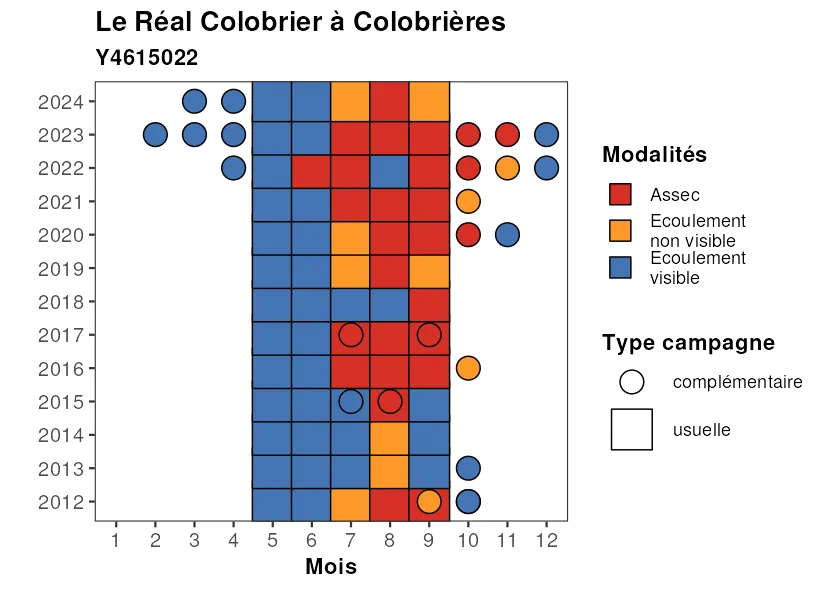 Le Réal Colobrier à Colobrières
Y4615022
2024
2023
2022
2021
2020
2019
2018
2017
2016
2015
2014
2013
2012
1 2 3 4 5 6 7 8 9 10 11 12
Mois
Modalités
Assec
Ecoulement
non visible
Ecoulement
visible
Type campagne
complémentaire
usuelle